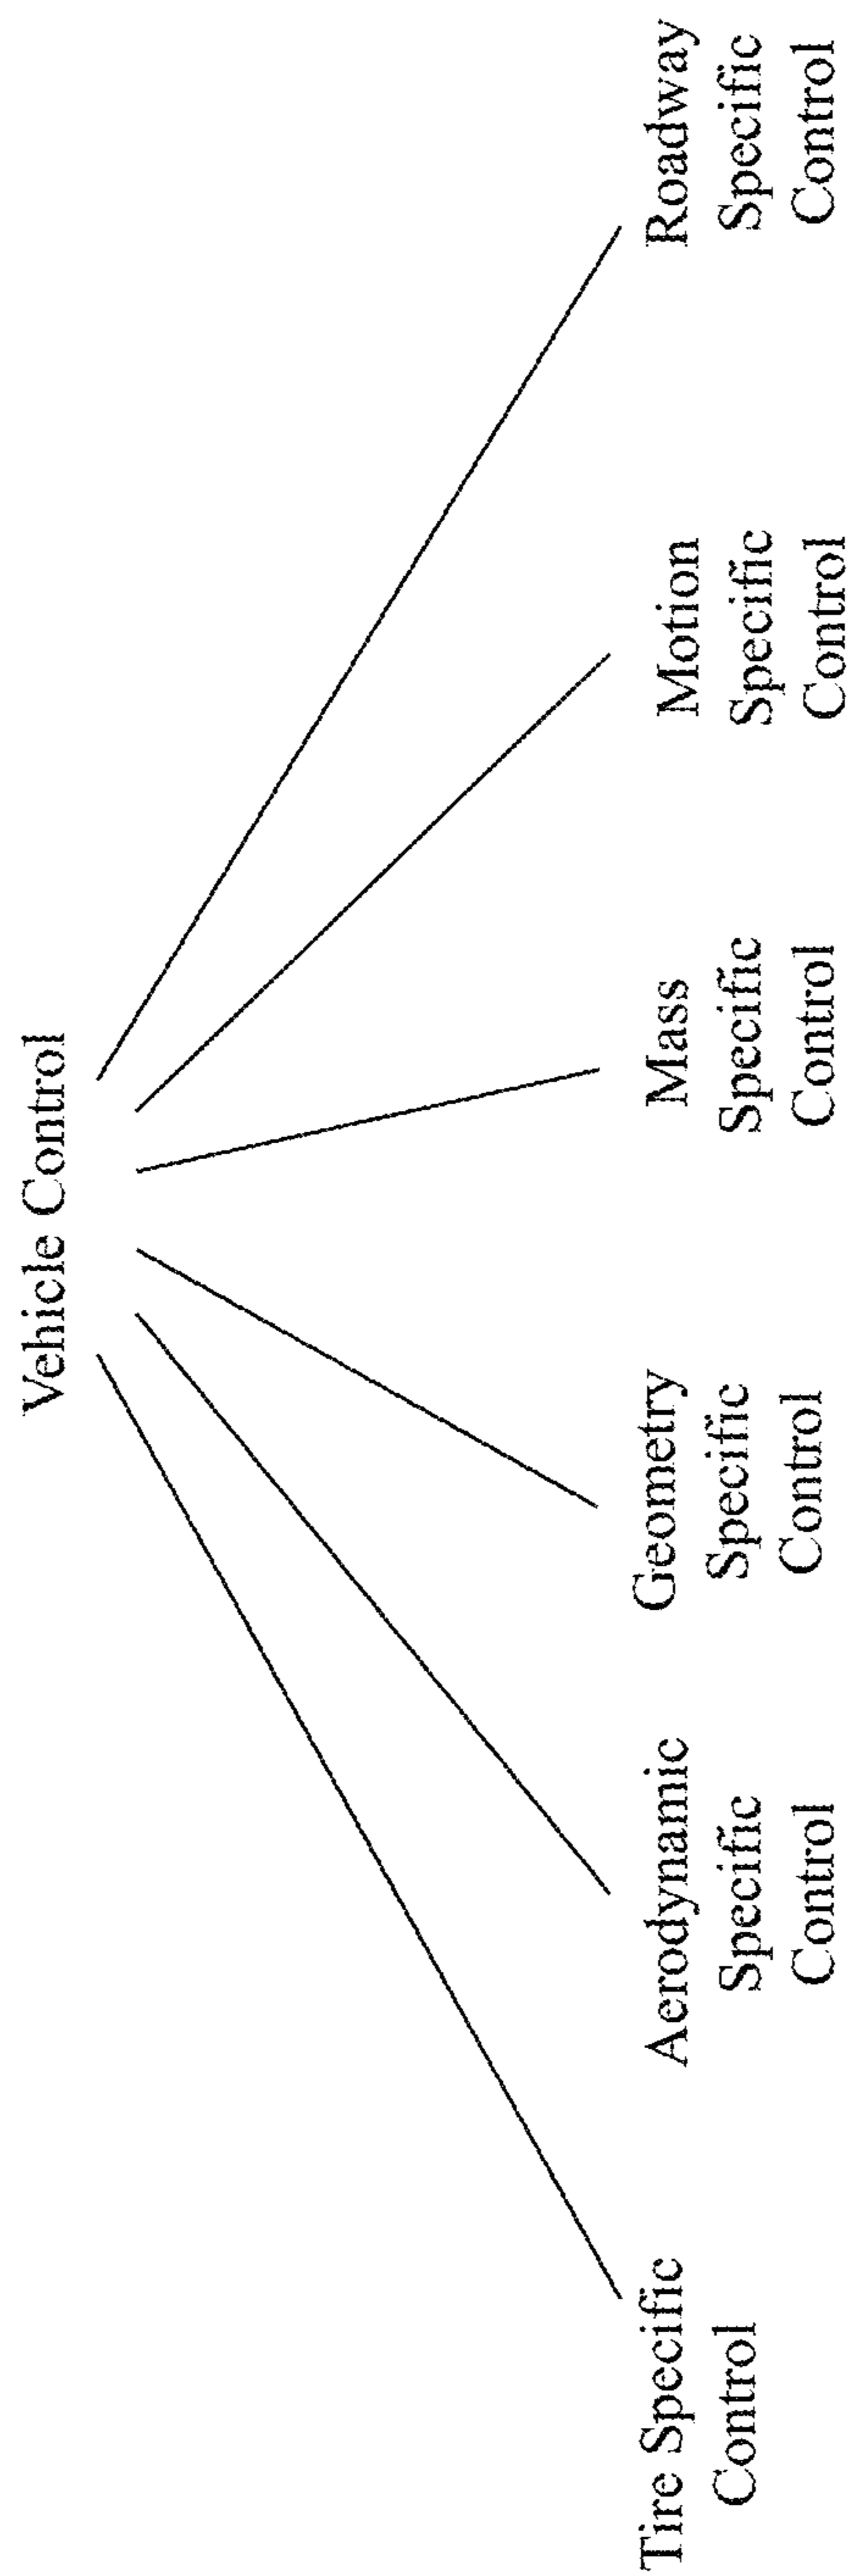 Vehicle Control
Tire Specific
Control
Aerodynamic
Specific
Control
Geometry
Specific
Control
Mass
Specific
Control
Motion
Specific
Control
Roadway
Specific
Control